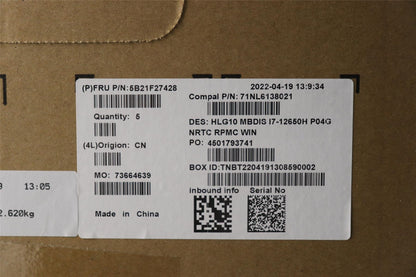 (P)FRU P/N:5B21F27428
2022-04-19 13:9:34
Compal P/N:71NL6138021
Quantity: 5
DES: HLG10 MBDIS I7-12650H P04G
NRTC RPMC WIN
(4L)Origion: CN
PO: 4501793741
MO: 73664639
BOX ID:TNBT2204191308590002
inbound info
Serial No
Made in China
13:05
2.620kg